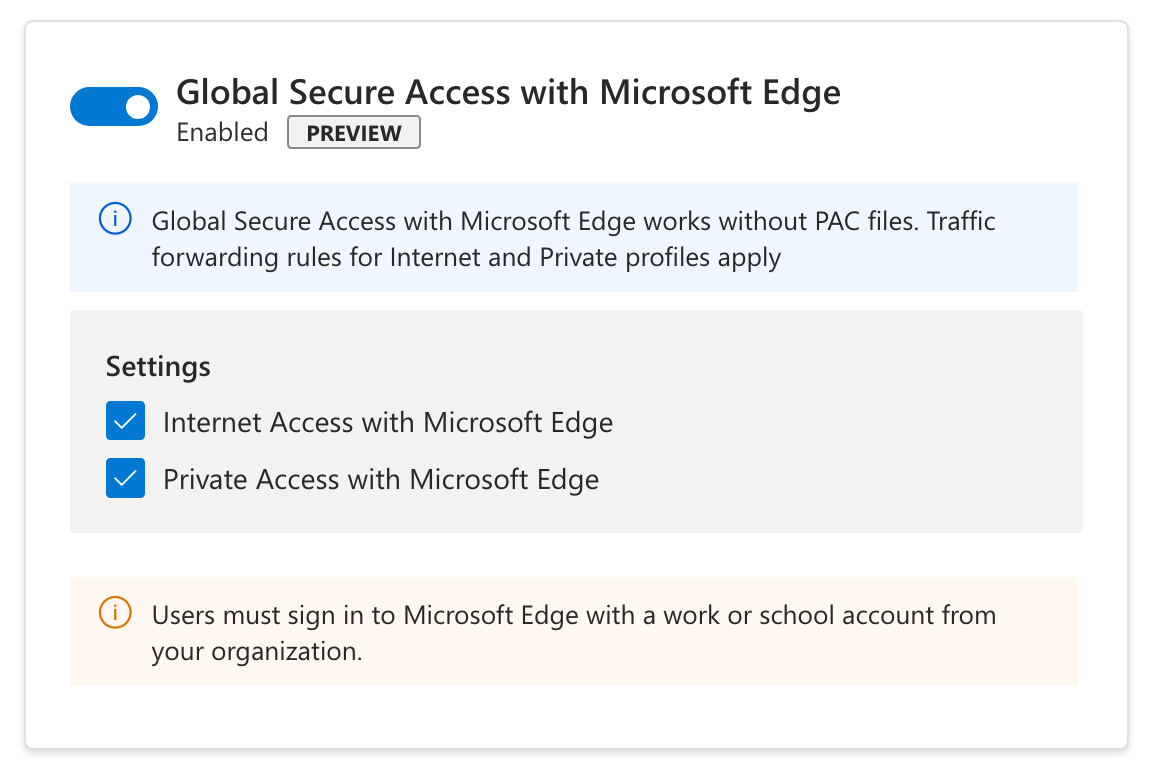 Global Secure Access with Microsoft Edge
Enabled PREVIEW
Global Secure Access with Microsoft Edge works without PAC files. Traffic
forwarding rules for Internet and Private profiles apply
Settings
Internet Access with Microsoft Edge
Private Access with Microsoft Edge
Users must sign in to Microsoft Edge with a work or school account from
your organization.